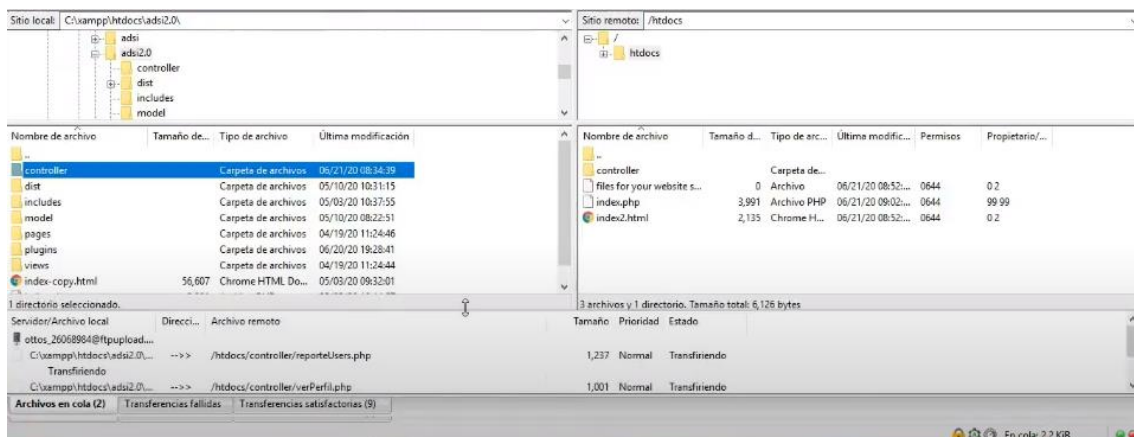 Sitio local: C:\xampp\htdocs\adsi2.0\
Sitio remoto: /htdocs
adsi
adsi2.0
controller
dist
includes
model
/
htdocs
Nombre de archivo Tamaño de... Tipo de archivo Última modificación
..
controller Carpeta de archivos 06/21/20 08:34:39
dist Carpeta de archivos 05/10/20 10:31:15
includes Carpeta de archivos 05/03/20 10:37:55
model Carpeta de archivos 05/10/20 08:22:51
pages Carpeta de archivos 04/19/20 11:24:46
plugins Carpeta de archivos 06/20/20 19:28:41
views Carpeta de archivos 04/19/20 11:24:44
index-copy.html 56,607 Chrome HTML Do... 05/03/20 09:32:01
1 directorio seleccionado.
Nombre de archivo Tamaño d... Tipo de arc... Última modific... Permisos Propietario/...
..
controller Carpeta de...
files for your website s... 0 Archivo 06/21/20 08:52:... 0644 0 2
index.php 3,991 Archivo PHP 06/21/20 09:02:... 0644 99 99
index2.html 2,135 Chrome H... 06/21/20 08:52:... 0644 0 2
3 archivos y 1 directorio. Tamaño total: 6,126 bytes
Servidor/Archivo local Direcci... Archivo remoto Tamaño Prioridad Estado
ottos_26068984@ftpupload....
C:\xampp\htdocs\adsi2.0\... -->> /htdocs/controller/reporteUsers.php 1,237 Normal Transfiriendo
Transfiriendo
C:\xampp\htdocs\adsi2.0\... -->> /htdocs/controller/verPerfil.php 1,001 Normal Transfiriendo
Archivos en cola (2) Transferencias fallidas Transferencias satisfactorias (9)
En cola: 2.2 KiB